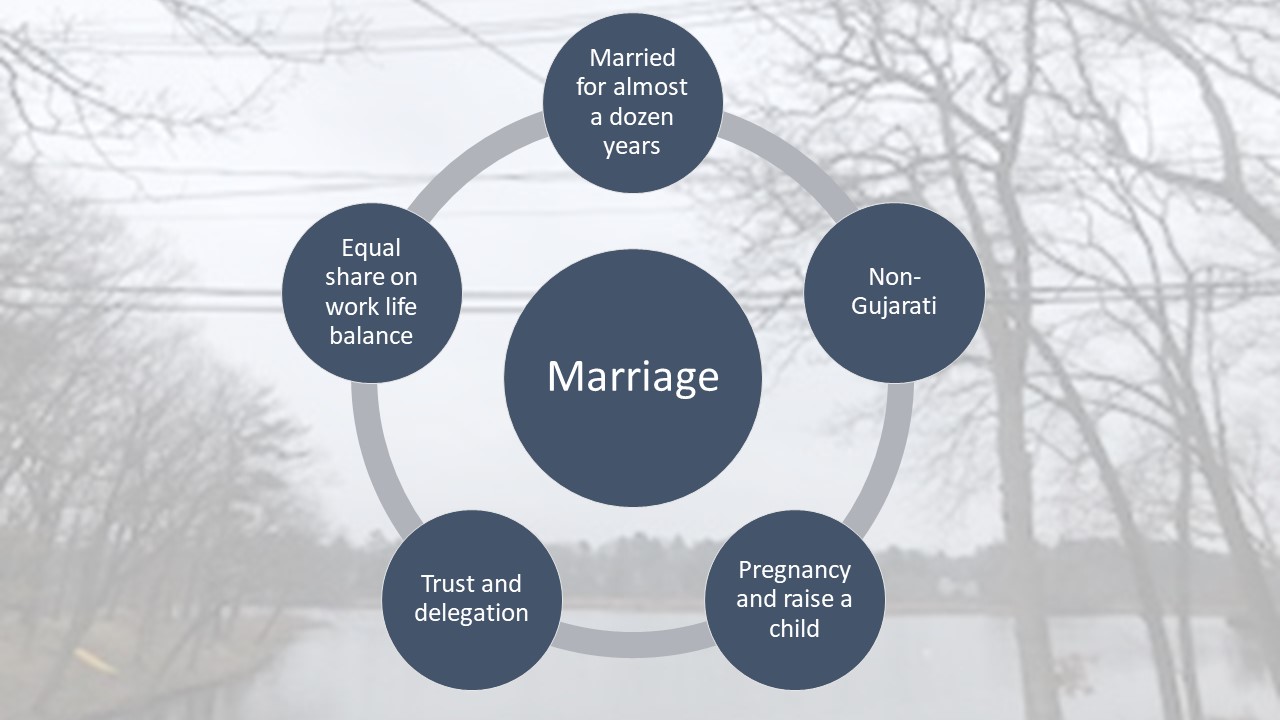 Married
for almost
a dozen
years
Non-
Gujarati
Pregnancy
and raise a
child
Trust and
delegation
Equal
share on
work life
balance
Marriage